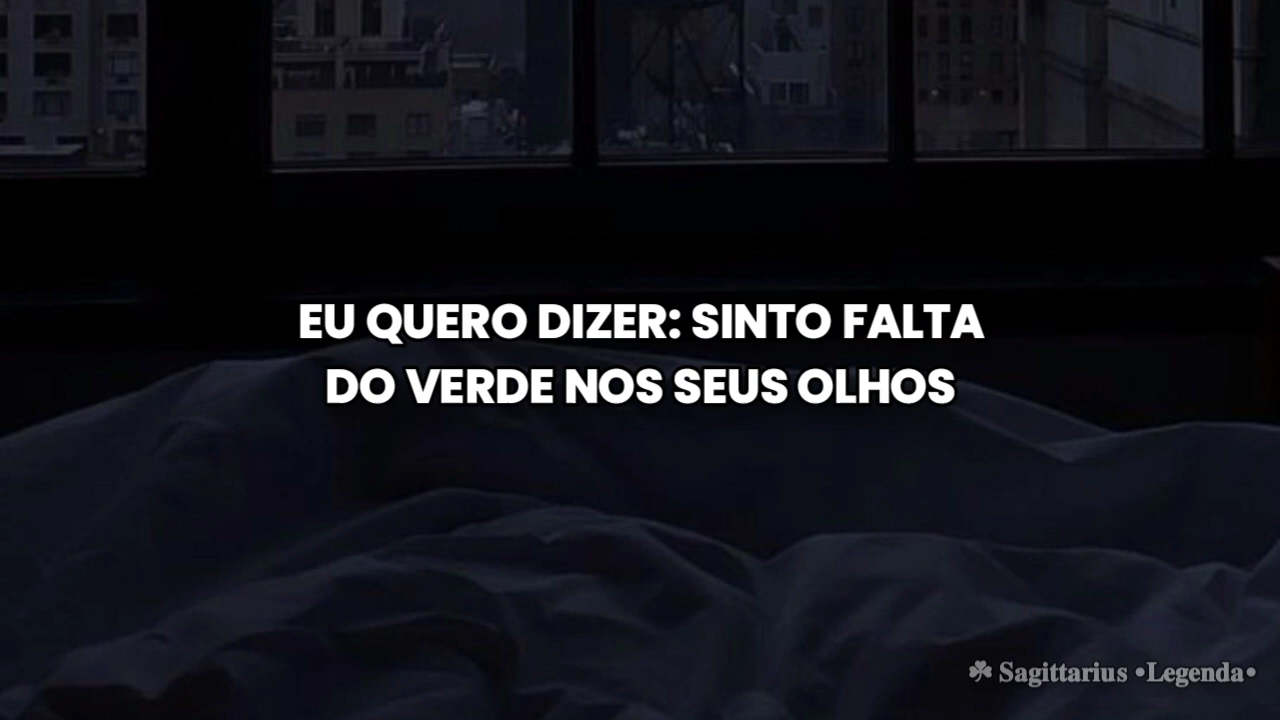 EU QUERO DIZER: SINTO FALTA
DO VERDE NOS SEUS OLHOS
☘ Sagittarius •Legenda•